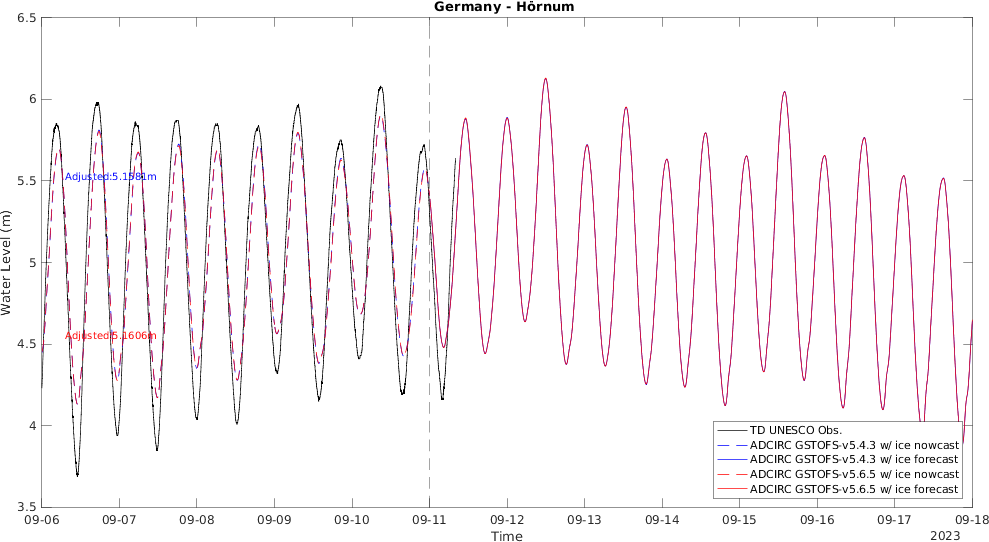 Germany - Hörnum
Water Level (m)
6.5
6
5.5
5
4.5
4
3.5
Adjusted:5.1581m
Adjusted:5.1606m
TD UNESCO Obs.
ADCIRC GSTOFS-v5.4.3 w/ ice nowcast
ADCIRC GSTOFS-v5.4.3 w/ ice forecast
ADCIRC GSTOFS-v5.6.5 w/ ice nowcast
ADCIRC GSTOFS-v5.6.5 w/ ice forecast
09-06 09-07 09-08 09-09 09-10 09-11 09-12 09-13 09-14 09-15 09-16 09-17 09-18
Time
2023